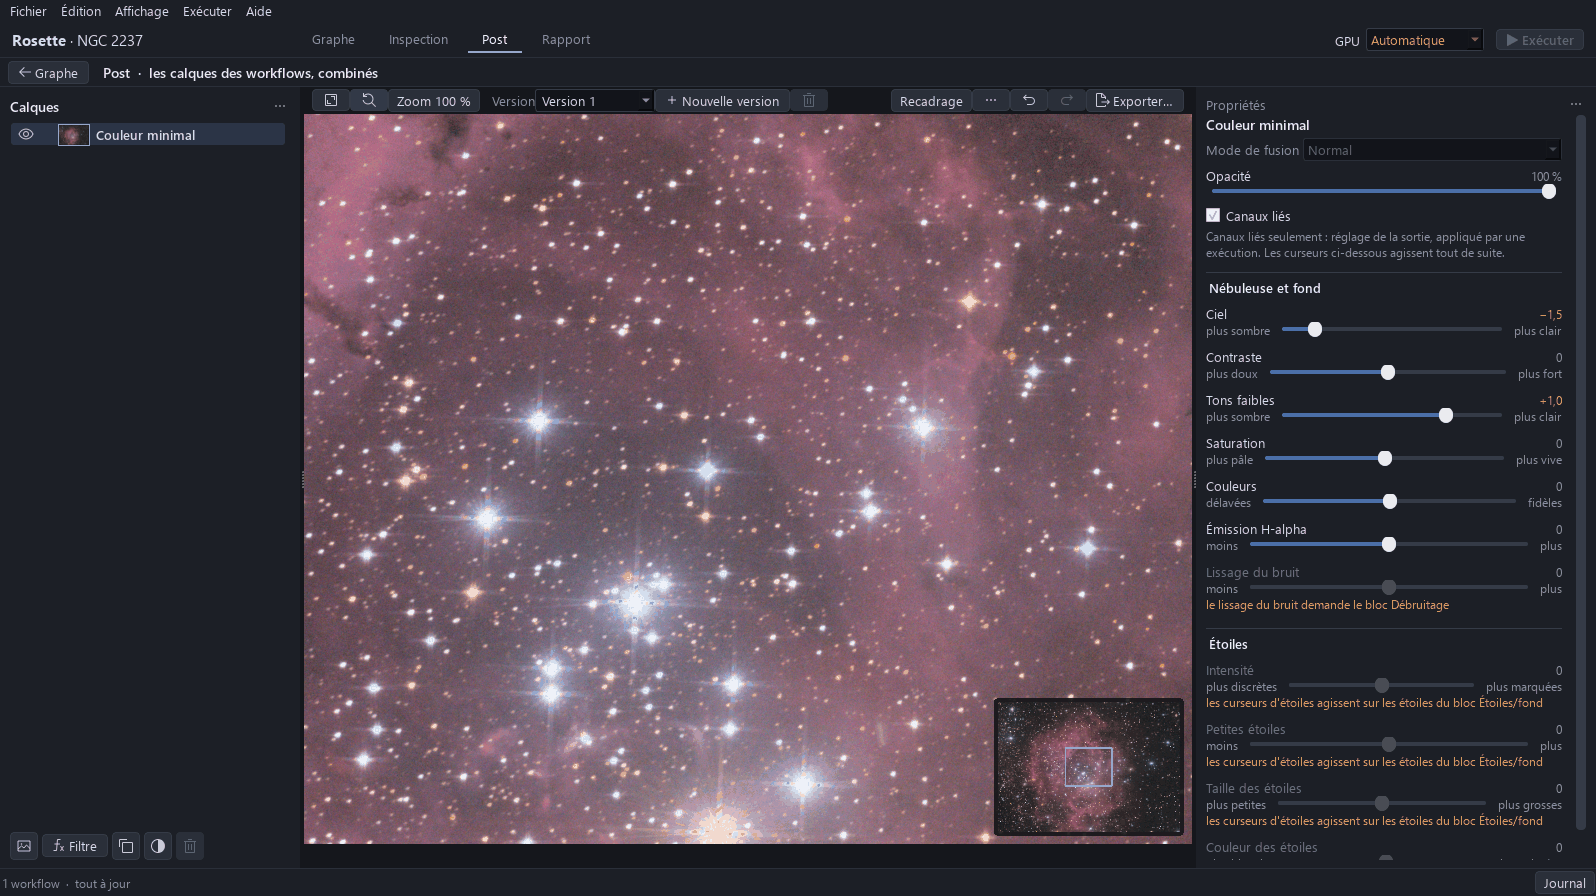 Fichier Édition Affichage Exécuter Aide
Rosette · NGC 2237
Graphe Inspection Post Rapport
GPU Automatique Exécuter
Graphe Post · les calques des workflows, combinés
Calques
Couleur minimal
Zoom 100 % Version Version 1 + Nouvelle version
Recadrage ... Exporter...
Propriétés
Couleur minimal
Mode de fusion Normal
Opacité 100 %
Canaux liés
Canaux liés seulement : réglage de la sortie, appliqué par une
exécution. Les curseurs ci-dessous agissent tout de suite.
Nébuleuse et fond
Ciel −1,5
plus sombre plus clair
Contraste 0
plus doux plus fort
Tons faibles +1,0
plus sombre plus clair
Saturation 0
plus pâle plus vive
Couleurs 0
délavées fidèles
Émission H-alpha 0
moins plus
Lissage du bruit 0
moins plus
le lissage du bruit demande le bloc Débruitage
Étoiles
Intensité 0
plus discrètes plus marquées
les curseurs d'étoiles agissent sur les étoiles du bloc Étoiles/fond
Petites étoiles 0
moins plus
les curseurs d'étoiles agissent sur les étoiles du bloc Étoiles/fond
Taille des étoiles 0
plus petites plus grosses
les curseurs d'étoiles agissent sur les étoiles du bloc Étoiles/fond
Couleur des étoiles 0
fx Filtre
1 workflow · tout à jour
Journal